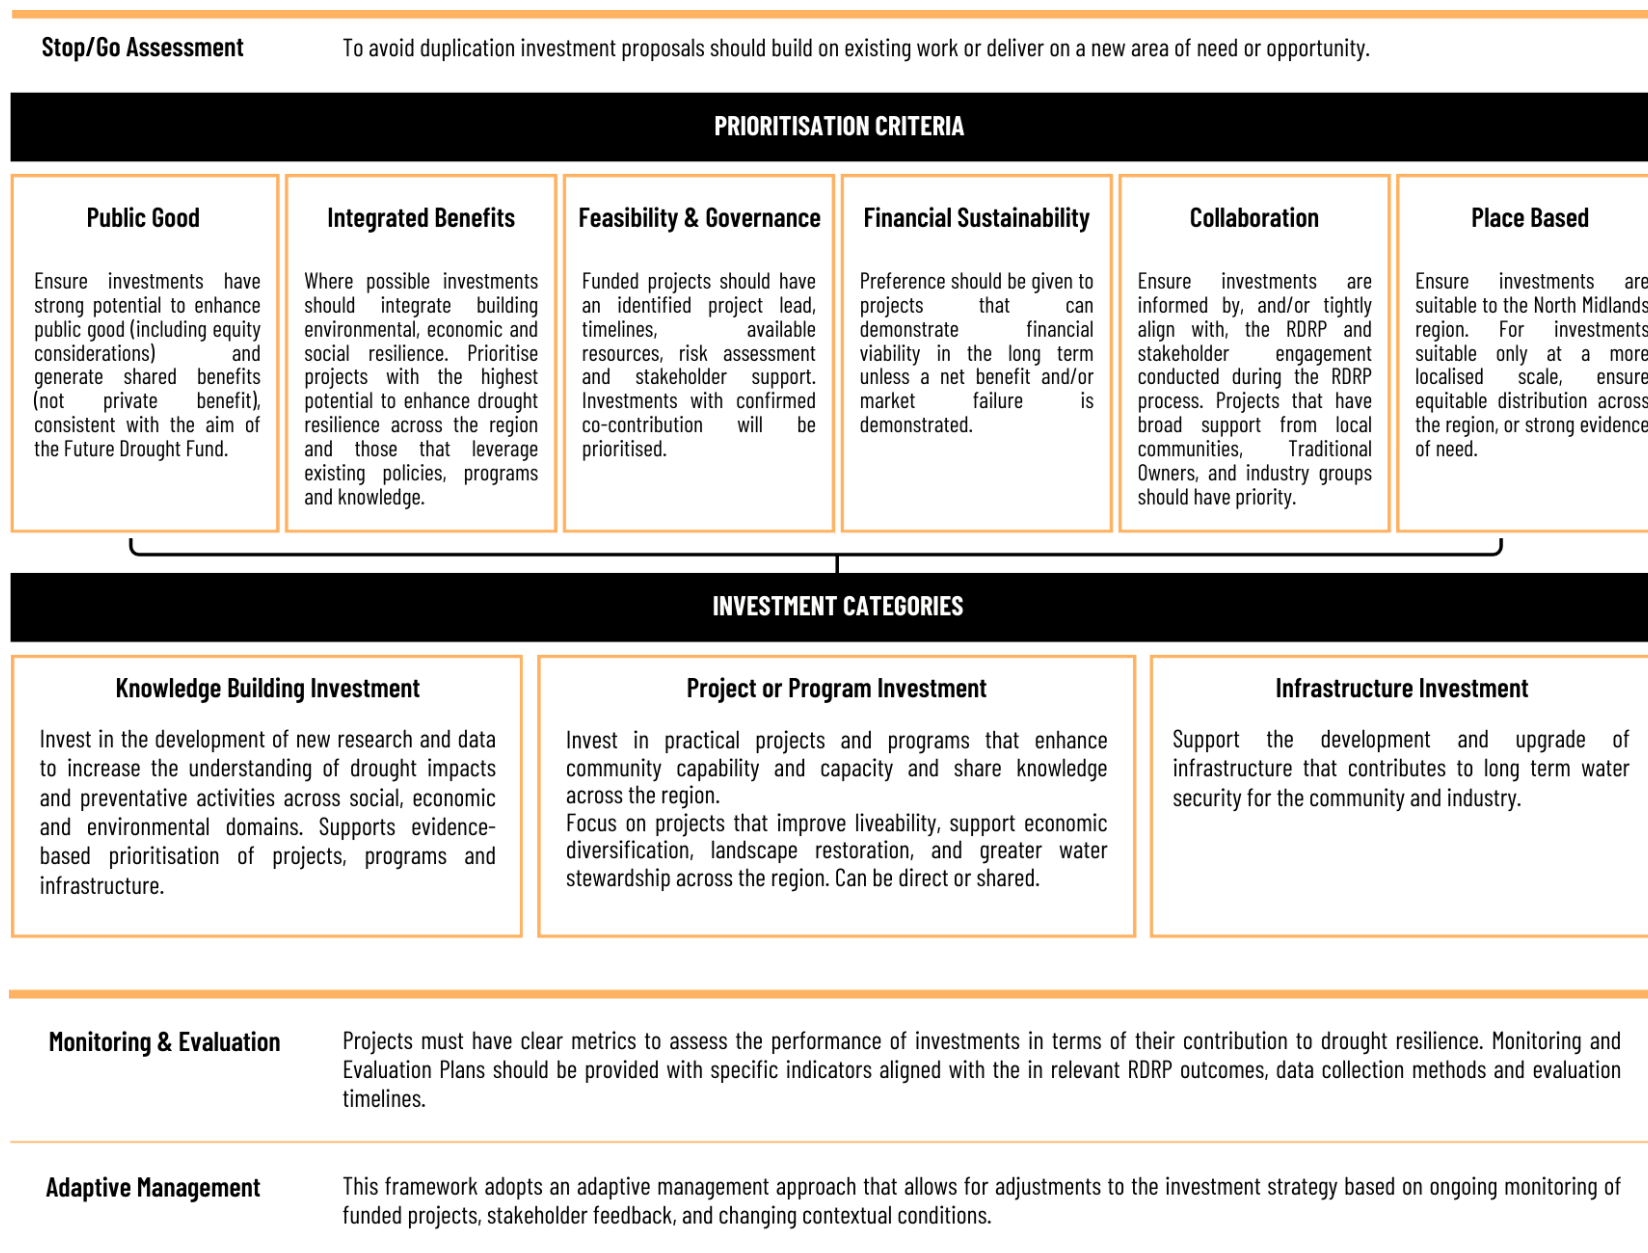 Stop/Go Assessment
To avoid duplication investment proposals should build on existing work or deliver on a new area of need or opportunity.
PRIORITISATION CRITERIA
Public Good
Ensure investments have
strong potential to enhance
public good (including equity
considerations) and
generate shared benefits
(not private benefit),
consistent with the aim of
the Future Drought Fund.
Integrated Benefits
Where possible investments
should integrate building
environmental, economic and
social resilience. Prioritise
projects with the highest
potential to enhance drought
resilience across the region
and those that leverage
existing policies, programs
and knowledge.
Feasibility & Governance
Funded projects should have
an identified project lead,
timelines, available
resources, risk assessment
and stakeholder support.
Investments with confirmed
co-contribution will be
prioritised.
Financial Sustainability
Preference should be given to
projects that can
demonstrate financial
viability in the long term
unless a net benefit and/or
market failure is
demonstrated.
Collaboration
Ensure investments are
informed by, and/or tightly
align with, the RDRP and
stakeholder engagement
conducted during the RDRP
process. Projects that have
broad support from local
communities, Traditional
Owners, and industry groups
should have priority.
Place Based
Ensure investments are
suitable to the North Midlands
region. For investments
suitable only at a more
localised scale, ensure
equitable distribution across
the region, or strong evidence
of need.
INVESTMENT CATEGORIES
Knowledge Building Investment
Invest in the development of new research and data
to increase the understanding of drought impacts
and preventative activities across social, economic
and environmental domains. Supports evidence-
based prioritisation of projects, programs and
infrastructure.
Project or Program Investment
Invest in practical projects and programs that enhance
community capability and capacity and share knowledge
across the region.
Focus on projects that improve liveability, support economic
diversification, landscape restoration, and greater water
stewardship across the region. Can be direct or shared.
Infrastructure Investment
Support the development and upgrade of
infrastructure that contributes to long term water
security for the community and industry.
Monitoring & Evaluation
Projects must have clear metrics to assess the performance of investments in terms of their contribution to drought resilience. Monitoring and
Evaluation Plans should be provided with specific indicators aligned with the in relevant RDRP outcomes, data collection methods and evaluation
timelines.
Adaptive Management
This framework adopts an adaptive management approach that allows for adjustments to the investment strategy based on ongoing monitoring of
funded projects, stakeholder feedback, and changing contextual conditions.